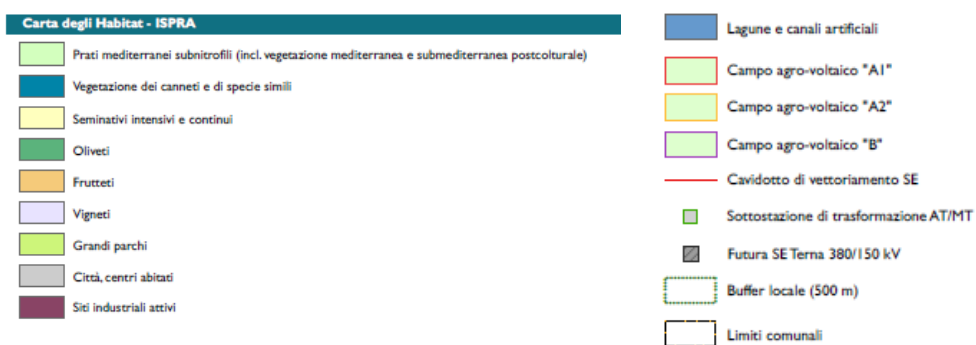 Carta degli Habitat - ISPRA
Prati mediterranei subnitrofili (incl. vegetazione mediterranea e submediterranea postcolturale)
Vegetazione dei canneti e di specie simili
Seminativi intensivi e continui
Oliveti
Frutteti
Vigneti
Grandi parchi
Città, centri abitati
Siti industriali attivi
Lagune e canali artificiali
Campo agro-voltaico "A1"
Campo agro-voltaico "A2"
Campo agro-voltaico "B"
Cavidotto di vettoriamento SE
Sottostazione di trasformazione AT/MT
Futura SE Terna 380/150 kV
Buffer locale (500 m)
Limiti comunali